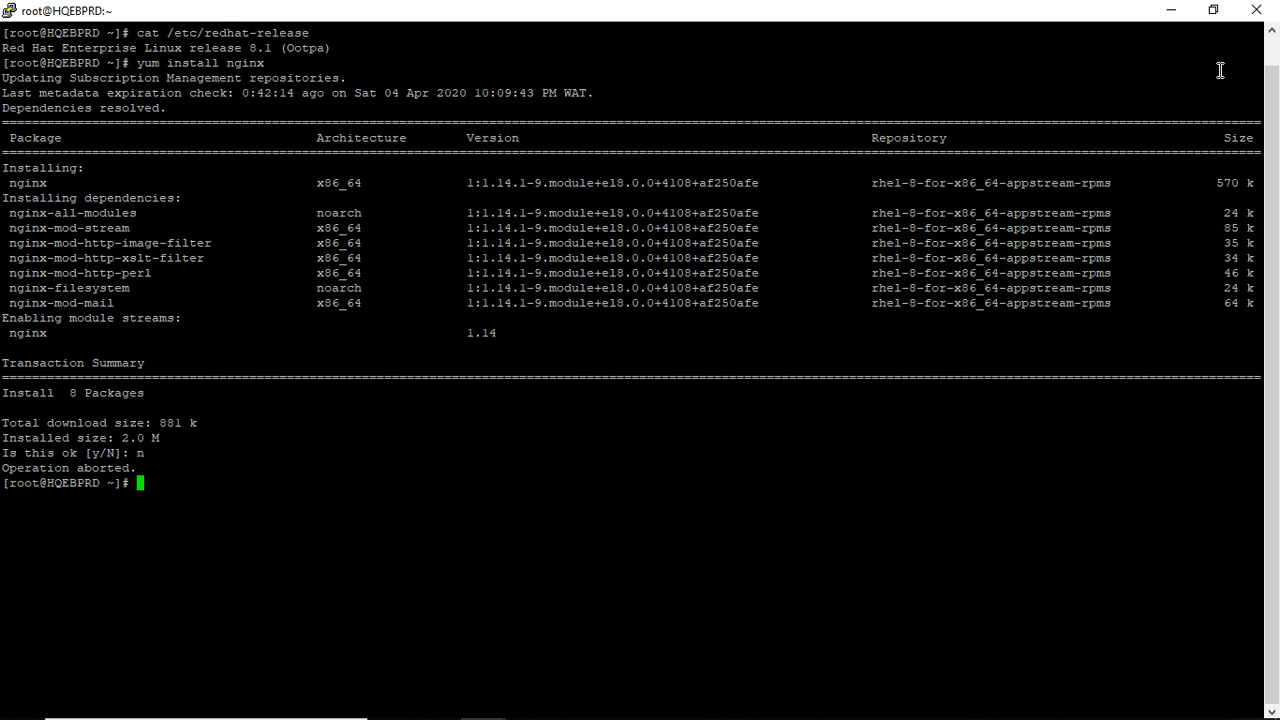 root@HQEBPRD:~
[root@HQEBPRD ~]# cat /etc/redhat-release
Red Hat Enterprise Linux release 8.1 (Ootpa)
[root@HQEBPRD ~]# yum install nginx
Updating Subscription Management repositories.
Last metadata expiration check: 0:42:14 ago on Sat 04 Apr 2020 10:09:43 PM WAT.
Dependencies resolved.
================================================================================
Package Architecture Version Repository Size
================================================================================
Installing:
nginx x86_64 1:1.14.1-9.module+el8.0.0+4108+af250afe rhel-8-for-x86_64-appstream-rpms 570 k
Installing dependencies:
nginx-all-modules noarch 1:1.14.1-9.module+el8.0.0+4108+af250afe rhel-8-for-x86_64-appstream-rpms 24 k
nginx-mod-stream x86_64 1:1.14.1-9.module+el8.0.0+4108+af250afe rhel-8-for-x86_64-appstream-rpms 85 k
nginx-mod-http-image-filter x86_64 1:1.14.1-9.module+el8.0.0+4108+af250afe rhel-8-for-x86_64-appstream-rpms 35 k
nginx-mod-http-xslt-filter x86_64 1:1.14.1-9.module+el8.0.0+4108+af250afe rhel-8-for-x86_64-appstream-rpms 34 k
nginx-mod-http-perl x86_64 1:1.14.1-9.module+el8.0.0+4108+af250afe rhel-8-for-x86_64-appstream-rpms 46 k
nginx-filesystem noarch 1:1.14.1-9.module+el8.0.0+4108+af250afe rhel-8-for-x86_64-appstream-rpms 24 k
nginx-mod-mail x86_64 1:1.14.1-9.module+el8.0.0+4108+af250afe rhel-8-for-x86_64-appstream-rpms 64 k
Enabling module streams:
nginx 1.14
Transaction Summary
================================================================================
Install 8 Packages
Total download size: 881 k
Installed size: 2.0 M
Is this ok [y/N]: n
Operation aborted.
[root@HQEBPRD ~]#